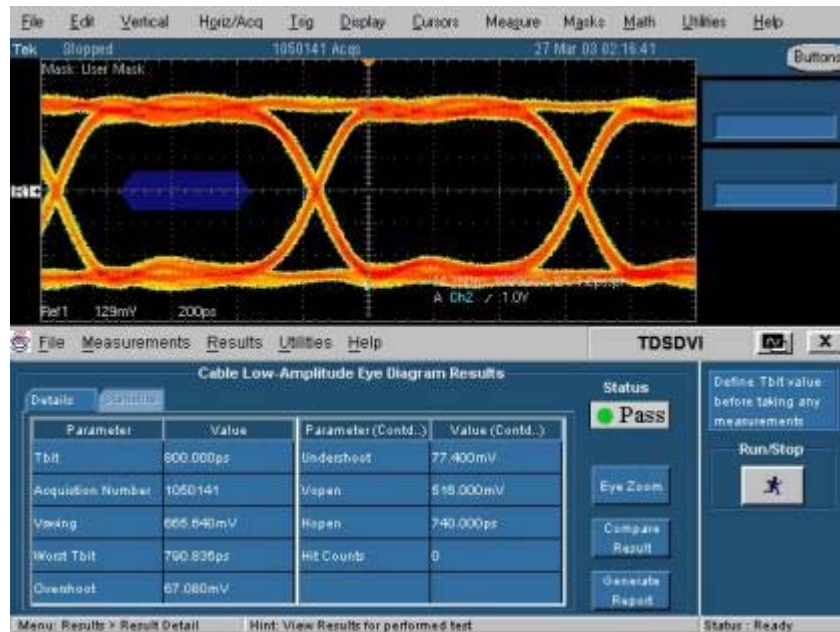 File Edit Vertical Horiz/Acq Trig Display Cursors Measure Masks Math Utilities Help
Tek Stopped 1050141 Acqs 27 Mar 03 02:16:41
Buttons
Mask: User Mask
A Ch2 / 1.0V
Ref1 129mV 200ps
File Measurements Results Utilities Help TDSDVI X
Cable Low-Amplitude Eye Diagram Results
Details Statistics
Status
Pass
Define Tbit value
before taking any
measurements
Parameter Value Parameter(Contd..) Value (Contd..)
Tbit 800.000ps Undershoot 77.400mV
Acquistion Number 1050141 Vopen 518.000mV
Vswing 665.640mV Hopen 740.000ps
Worst Tbit 790.835ps Hit Counts 0
Overshoot 67.080mV
Run/Stop
Eye Zoom
Compare
Result
Generate
Report
Menu: Results > Result Detail Hint: View Results for performed test Status : Ready